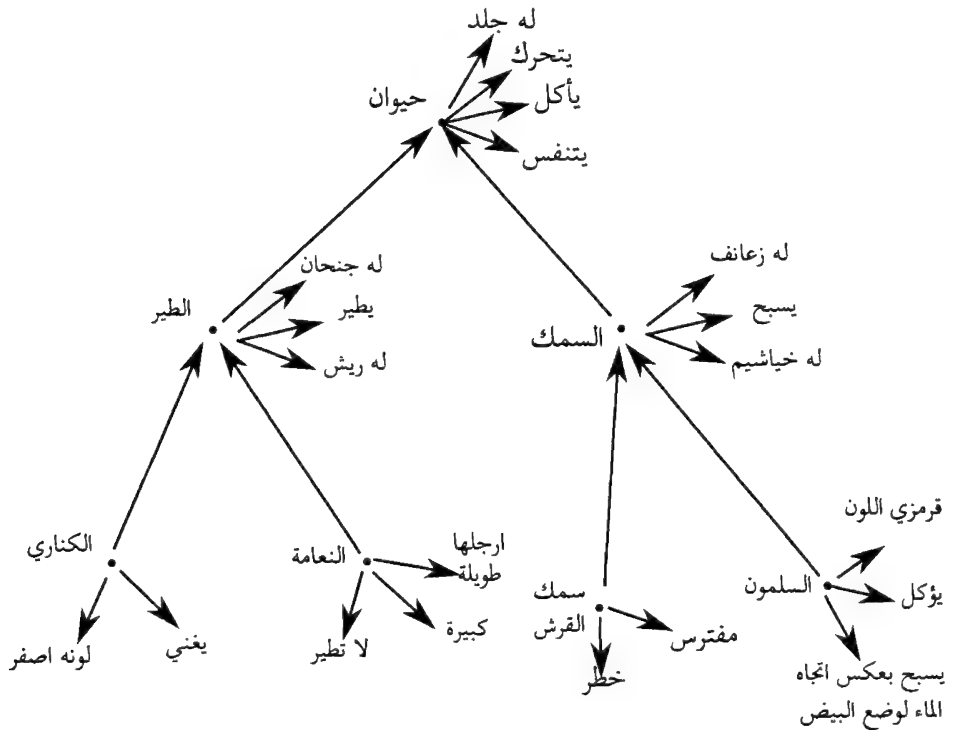 له جلد
يتحرك
حيوان
يأكل
يتنفس
له جنحان
الطير
يطير
له ريش
له زعانف
السمك
يسبح
له خياشيم
الكناري
يغني
لونه اصفر
النعامة
ارجلها
طويلة
كبيرة
لا تطير
سمك
القرش
مفترس
خطر
قرمزي اللون
السلمون
يؤكل
يسبح بعكس اتجاه
الماء لوضع البيض